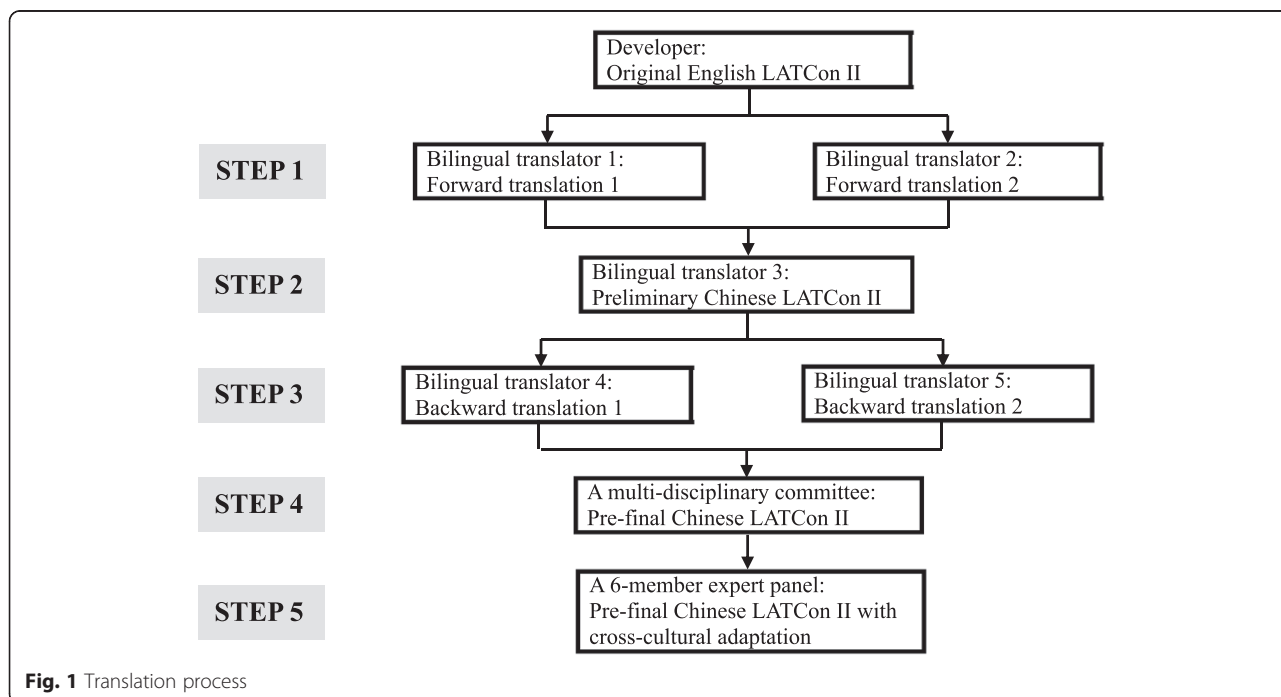 Developer:
Original English LATCon II
STEP 1
Bilingual translator 1:
Forward translation 1
Bilingual translator 2:
Forward translation 2
STEP 2
Bilingual translator 3:
Preliminary Chinese LATCon II
STEP 3
Bilingual translator 4:
Backward translation 1
Bilingual translator 5:
Backward translation 2
STEP 4
A multi-disciplinary committee:
Pre-final Chinese LATCon II
STEP 5
A 6-member expert panel:
Pre-final Chinese LATCon II with
cross-cultural adaptation
Fig. 1 Translation process